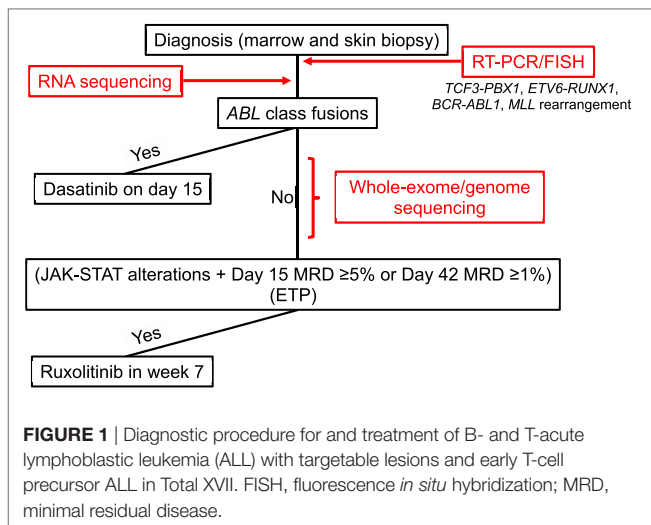 Diagnosis (marrow and skin biopsy)
RNA sequencing
RT-PCR/FISH
TCF3-PBX1, ETV6-RUNX1,
BCR-ABL1, MLL rearrangement
ABL class fusions
Yes
Dasatinib on day 15
No
Whole-exome/genome
sequencing
(JAK-STAT alterations + Day 15 MRD ≥5% or Day 42 MRD ≥1%)
(ETP)
Yes
Ruxolitinib in week 7
FIGURE 1 | Diagnostic procedure for and treatment of B- and T-acute
lymphoblastic leukemia (ALL) with targetable lesions and early T-cell
precursor ALL in Total XVII. FISH, fluorescence in situ hybridization; MRD,
minimal residual disease.